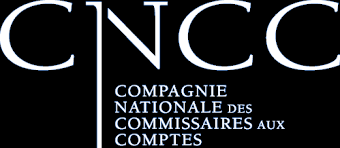 CNCC
COMPAGNIE
NATIONALE DES
COMMISSAIRES AUX
COMPTES